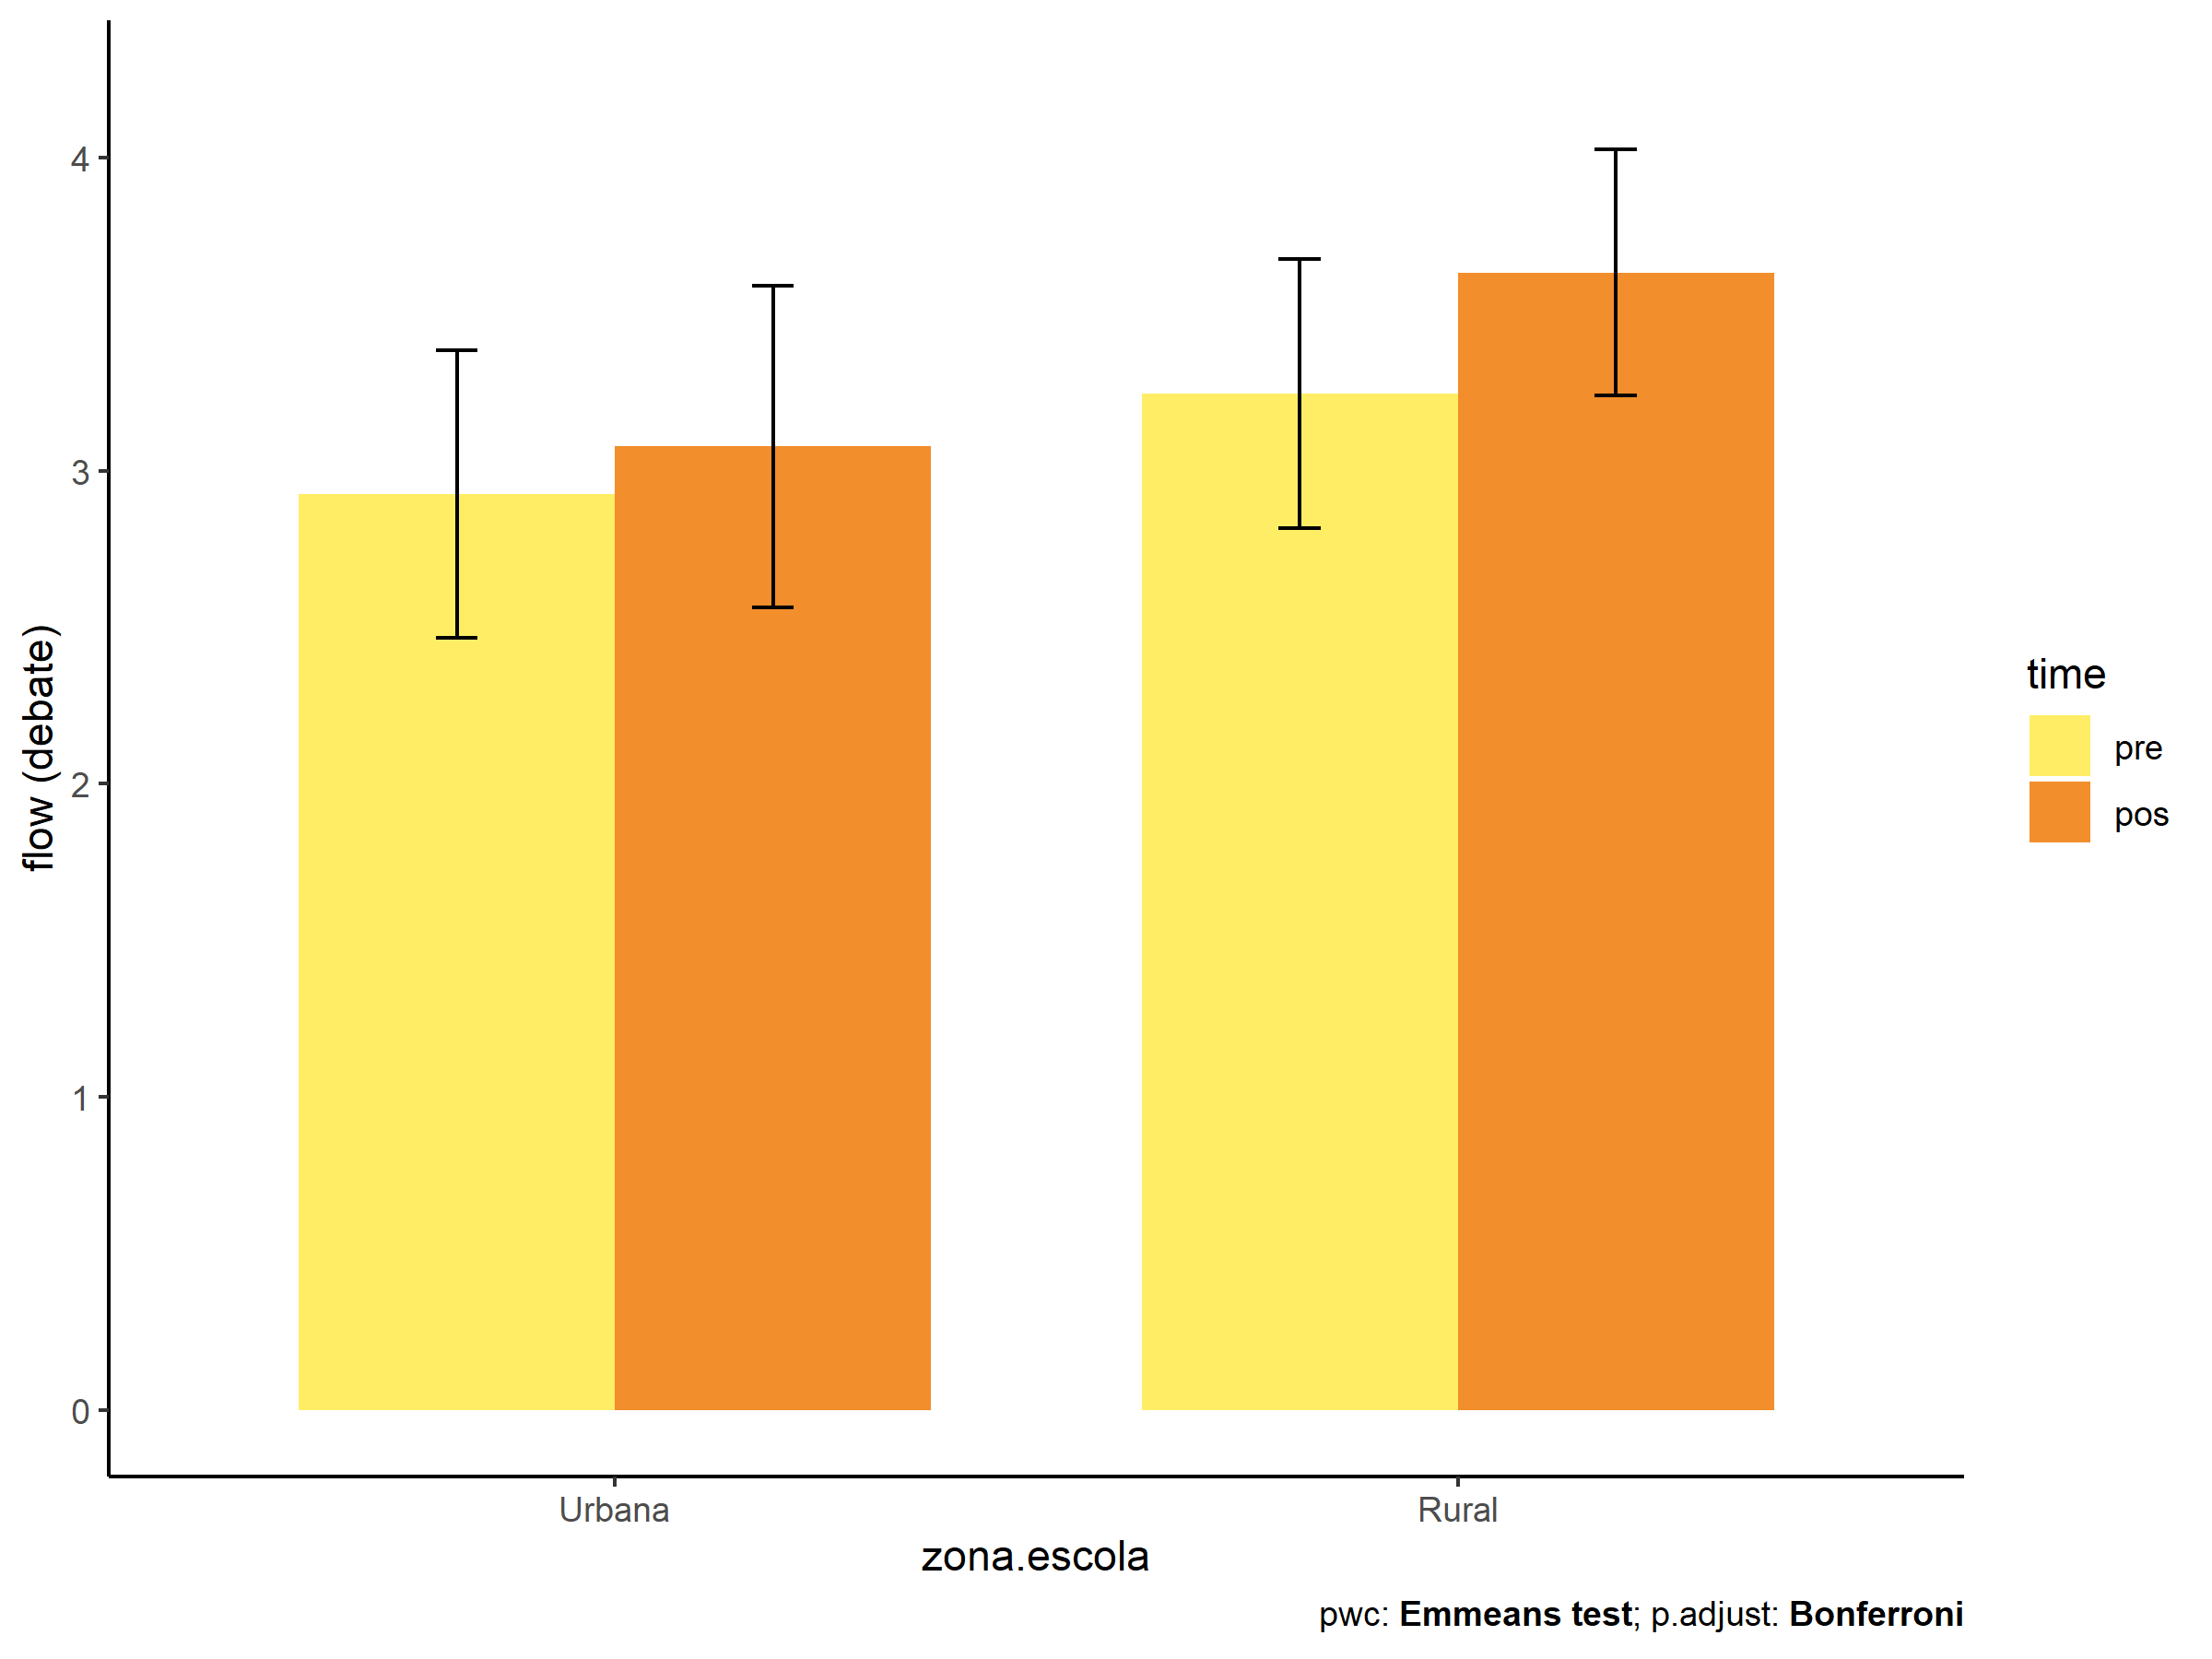 flow (debate)
4
3
2
1
0
Urbana
Rural
zona.escola
time
pre
pos
pwc: Emmeans test; p.adjust: Bonferroni